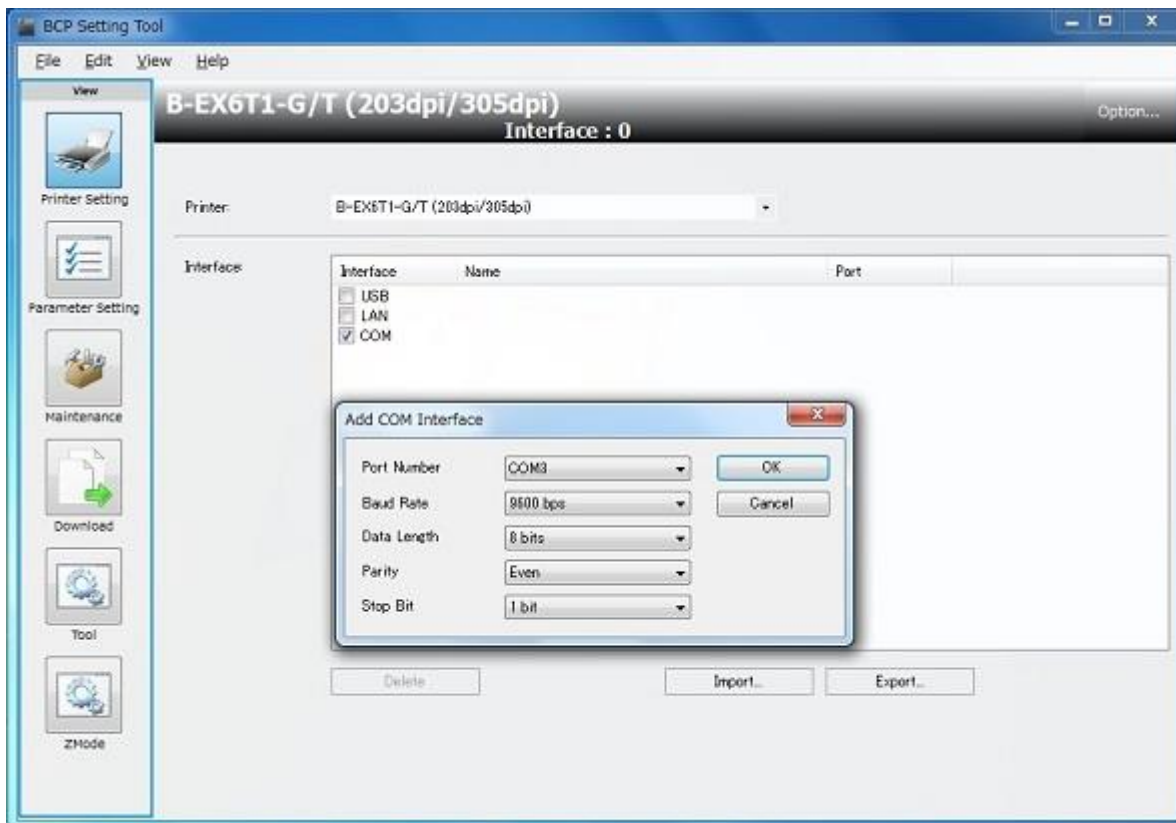 BCP Setting Tool
File Edit View Help
View
B-EX6T1-G/T (203dpi/305dpi)
Interface : 0
Option...
Printer Setting
Parameter Setting
Maintenance
Download
Tool
ZMode
Printer:
B-EX6T1-G/T (203dpi/305dpi)
Interface:
Interface Name Port
USB
LAN
COM
Add COM Interface
Port Number COM3 OK
Baud Rate 9600 bps Cancel
Data Length 8 bits
Parity Even
Stop Bit 1 bit
Delete Import... Export...